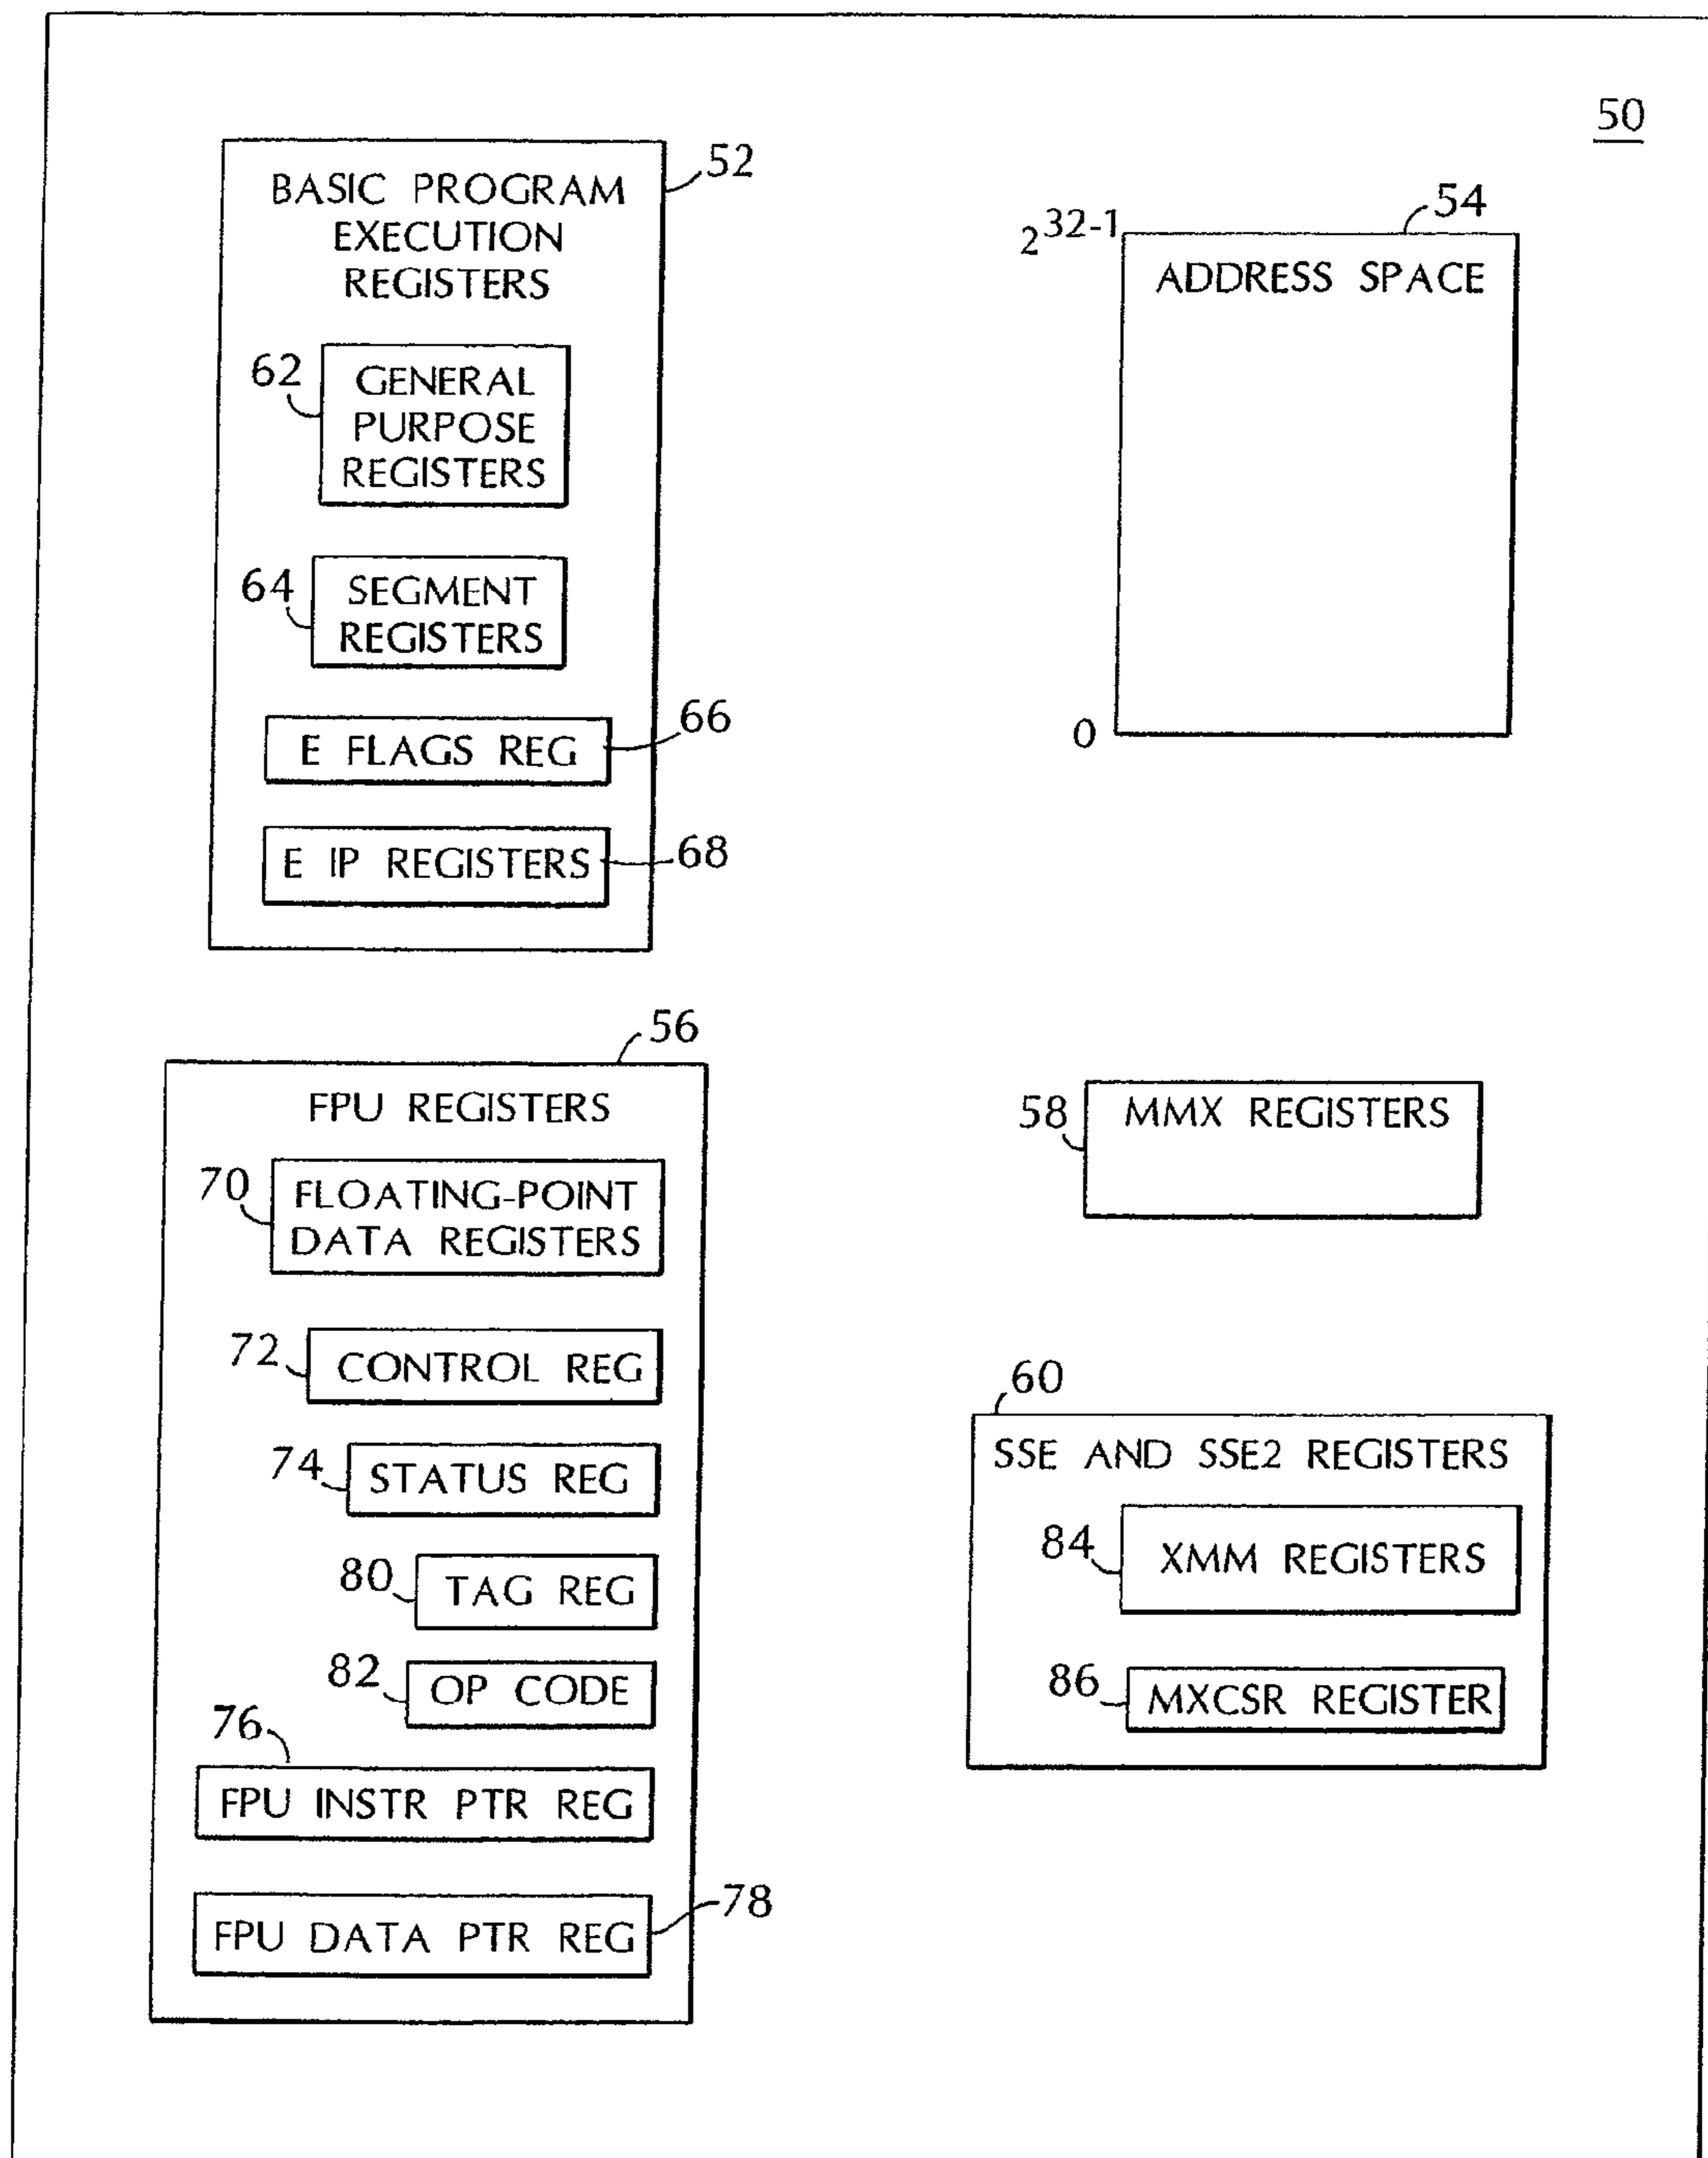 50
52
BASIC PROGRAM
EXECUTION
REGISTERS
62
GENERAL
PURPOSE
REGISTERS
64
SEGMENT
REGISTERS
66
E FLAGS REG
E IP REGISTERS
68
54
2^32-1
ADDRESS SPACE
0
56
FPU REGISTERS
70
FLOATING-POINT
DATA REGISTERS
72
CONTROL REG
74
STATUS REG
80
TAG REG
82
OP CODE
76
FPU INSTR PTR REG
78
FPU DATA PTR REG
58
MMX REGISTERS
60
SSE AND SSE2 REGISTERS
84
XMM REGISTERS
86
MXCSR REGISTER